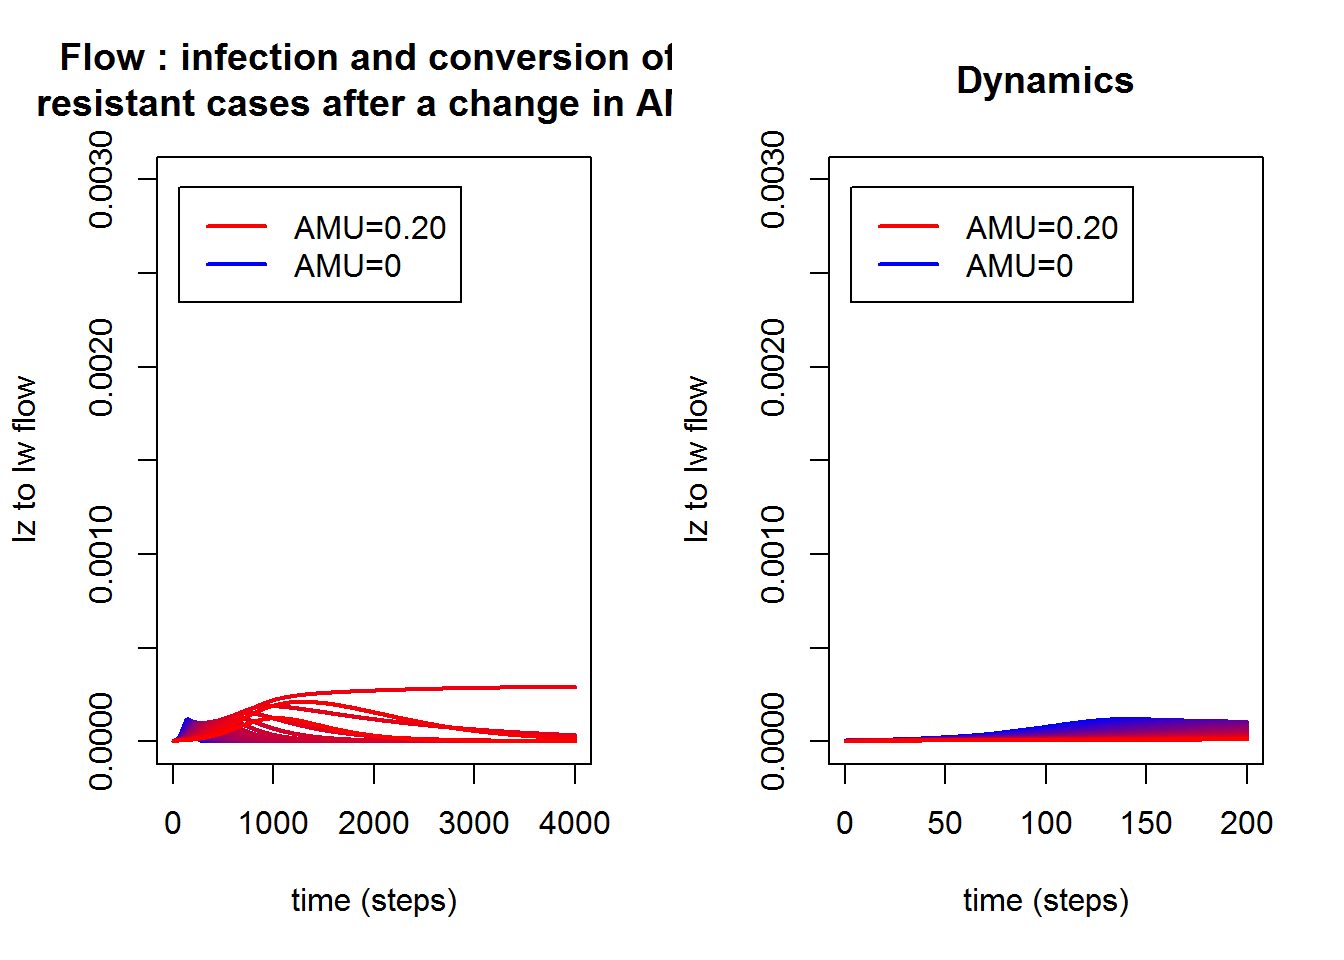 Flow : infection and conversion of
resistant cases after a change in
Iz to Iw flow
0.0000
0.0010
0.0020
0.0030
AMU=0.20
AMU=0
0
1000
2000
3000
4000
time (steps)
Dynamics
Iz to Iw flow
0.0000
0.0010
0.0020
0.0030
AMU=0.20
AMU=0
0
50
100
150
200
time (steps)